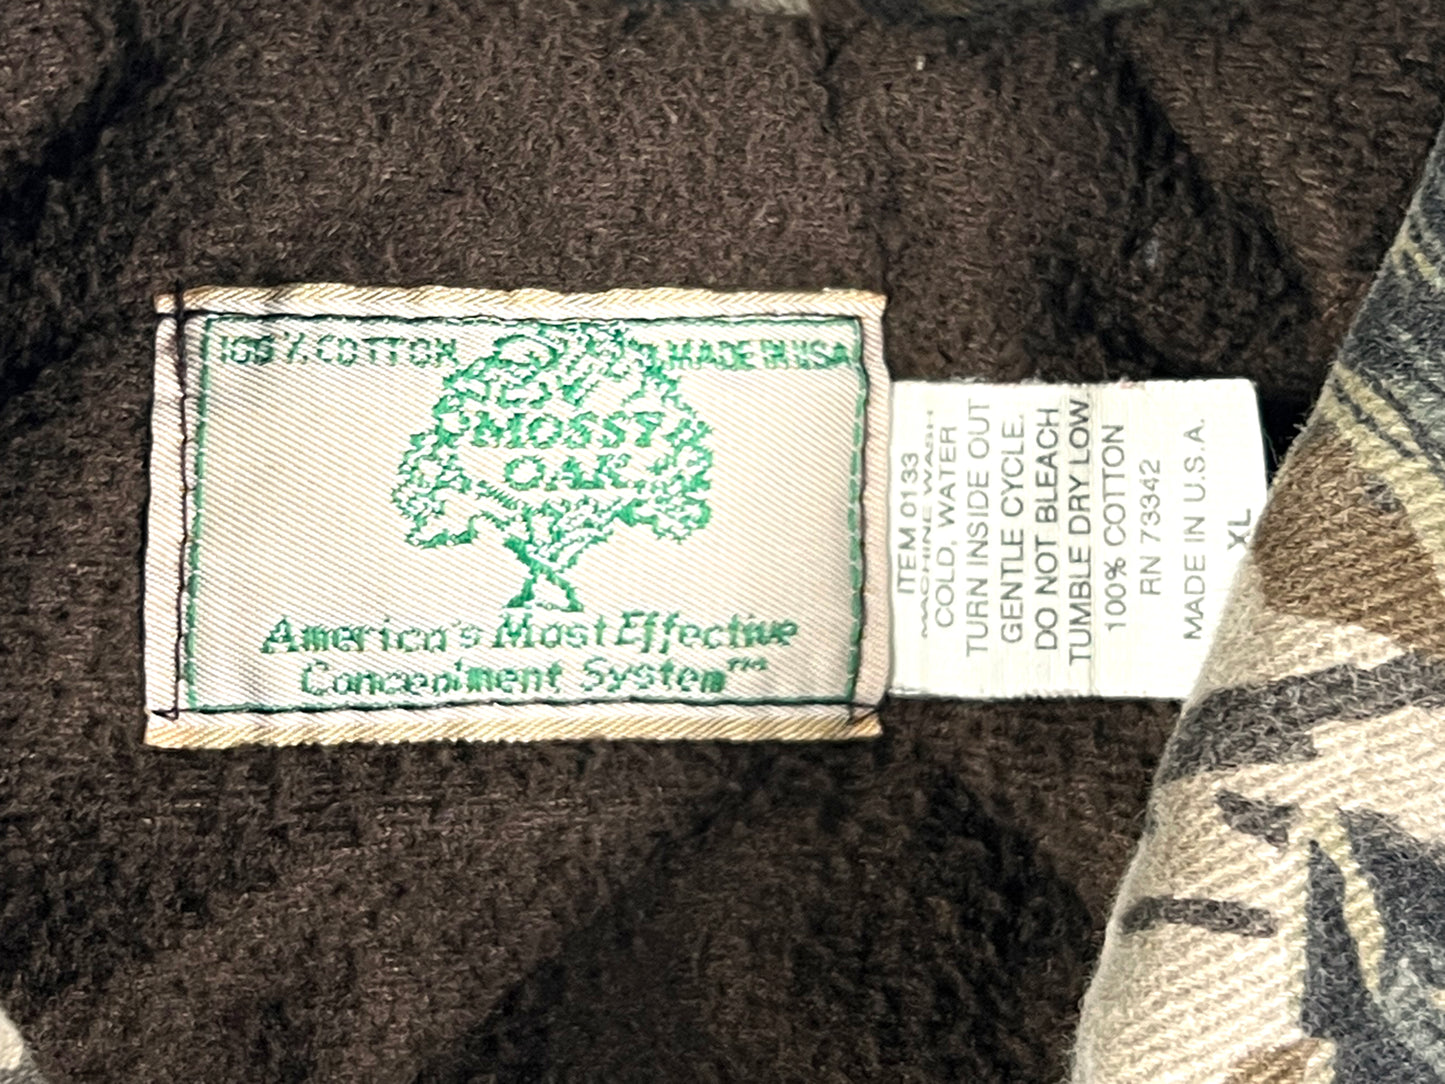 100% COTTON
MADE IN USA
MOSSY
OAK
America's Most Effective
Concealment System™
ITEM 0133
MACHINE WASH
COLD, WATER
TURN INSIDE OUT
GENTLE CYCLE.
DO NOT BLEACH
TUMBLE DRY LOW
100% COTTON
RN 73342
MADE IN U.S.A.
XL